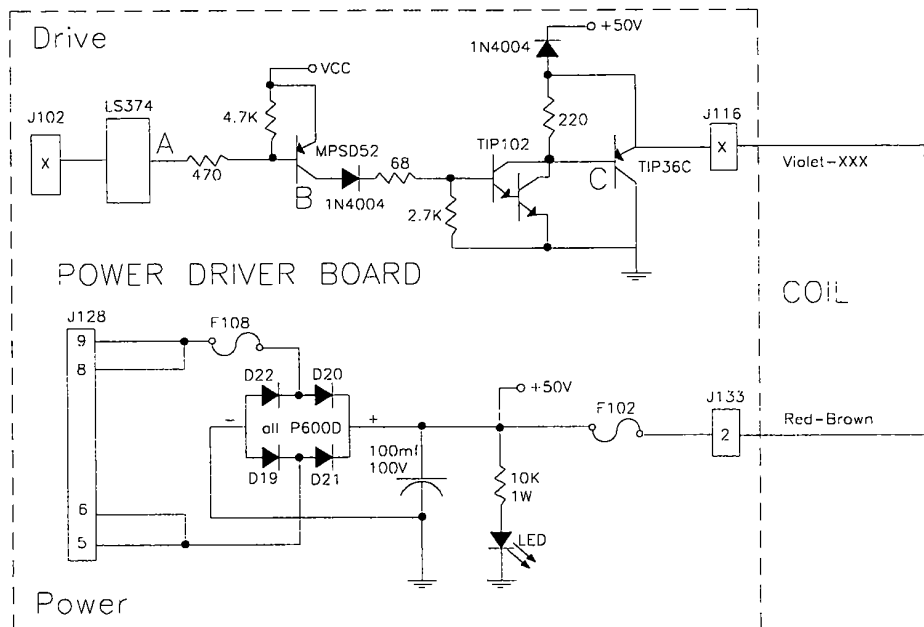 Drive
+50V
1N4004
VCC
J102
LS374
A
4.7K
220
J116
X
MPSD52
TIP102
X
470
B
68
C
TIP36C
Violet-XXX
1N4004
2.7K
POWER DRIVER BOARD
COIL
J128
F108
9
8
D22
D20
+50V
J133
-
all P600D
+
F102
2
Red-Brown
100mf
100V
D19
D21
10K
1W
6
5
LED
Power